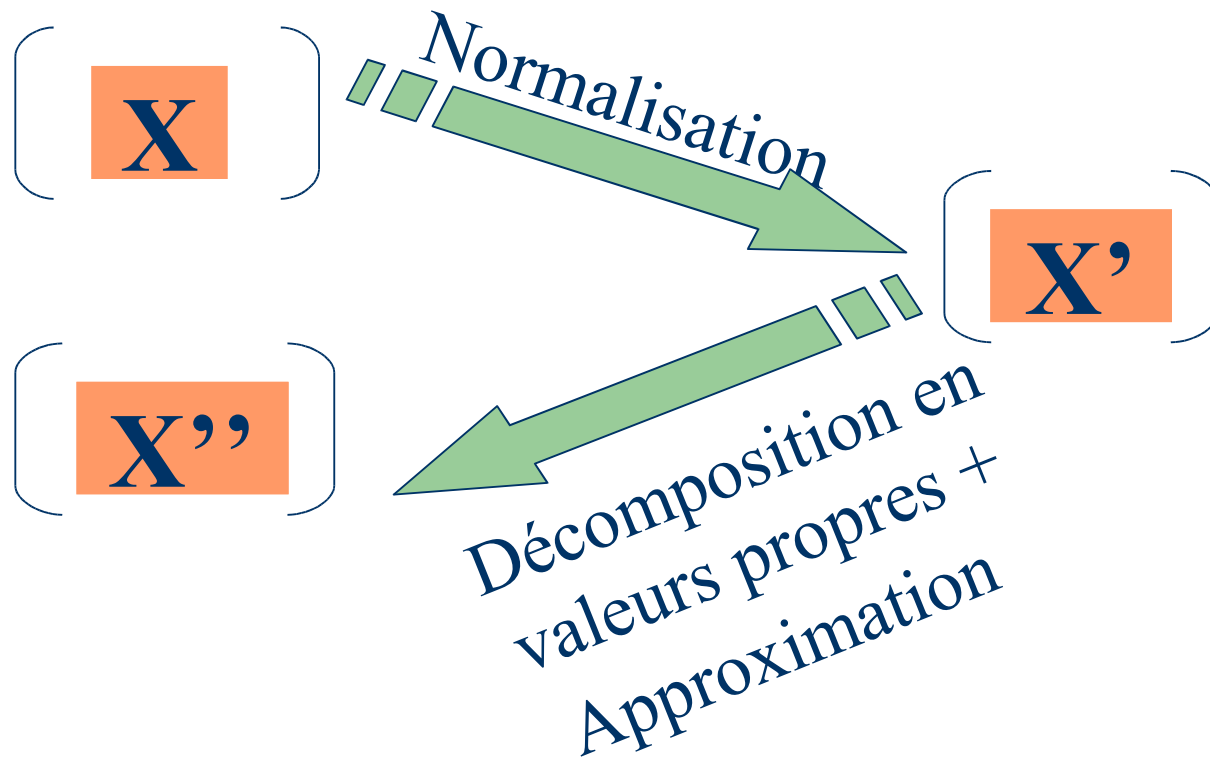 X
Normalisation
X’
X’’
Décomposition en
valeurs propres +
Approximation